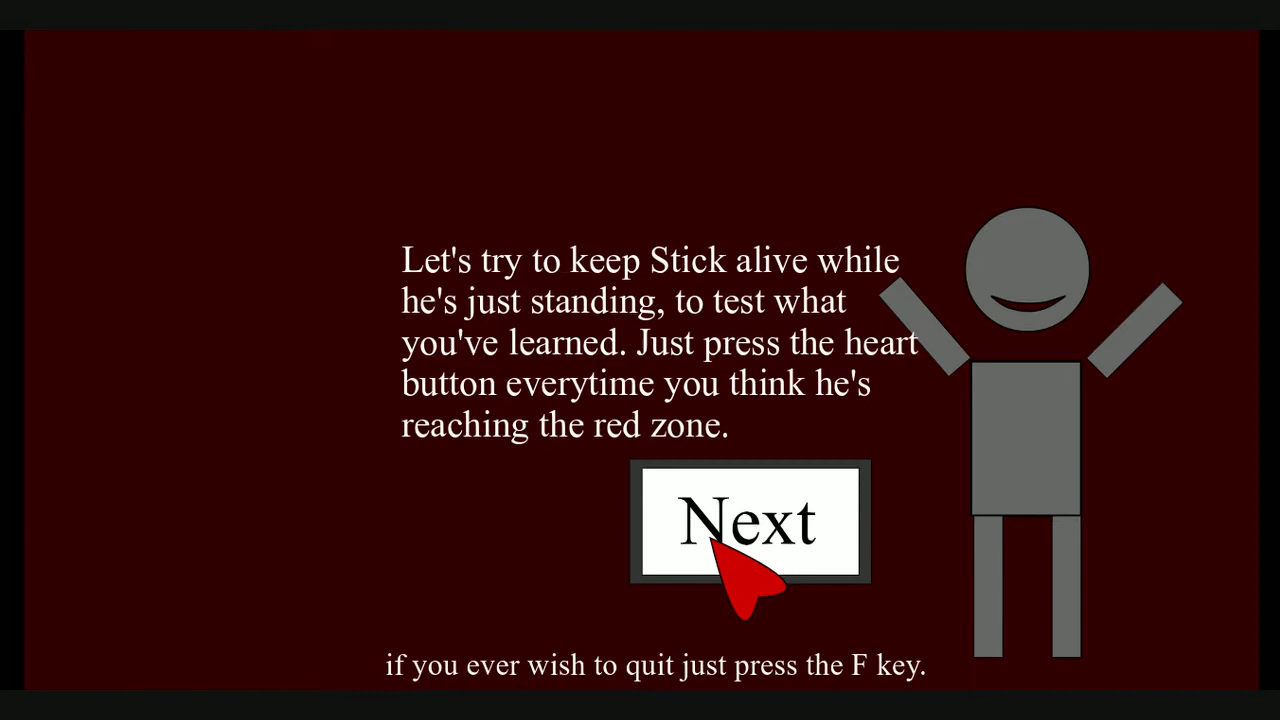 Let's try to keep Stick alive while
he's just standing, to test what
you've learned. Just press the heart
button everytime you think he's
reaching the red zone.
Next
if you ever wish to quit just press the F key.